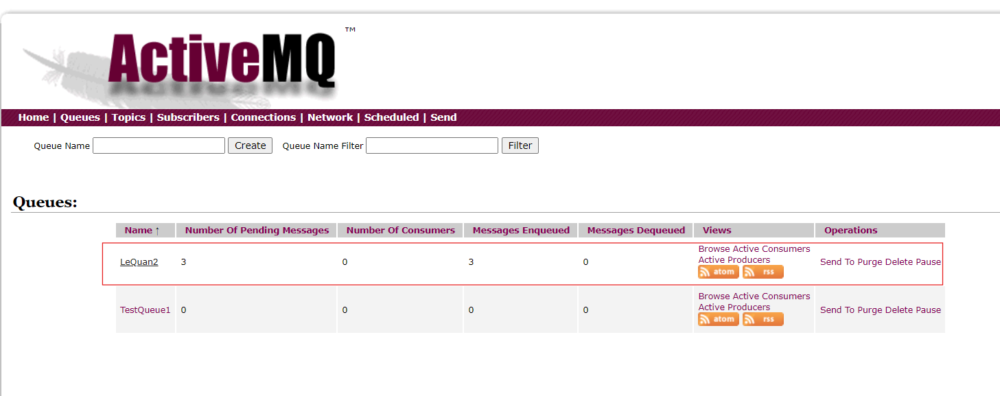 ActiveMQ ™
Home | Queues | Topics | Subscribers | Connections | Network | Scheduled | Send
Queue Name Create Queue Name Filter Filter
Queues:
Name ↑ Number Of Pending Messages Number Of Consumers Messages Enqueued Messages Dequeued Views Operations
LeQuan2 3 0 3 0 Browse Active Consumers
Active Producers
atom rss
Send To Purge Delete Pause
TestQueue1 0 0 0 0 Browse Active Consumers
Active Producers
atom rss
Send To Purge Delete Pause